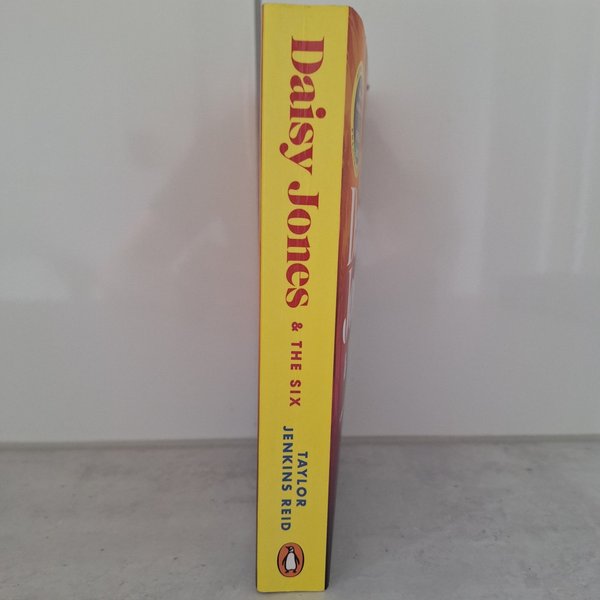 Daisy Jones
& THE SIX
TAYLOR
JENKINS REID